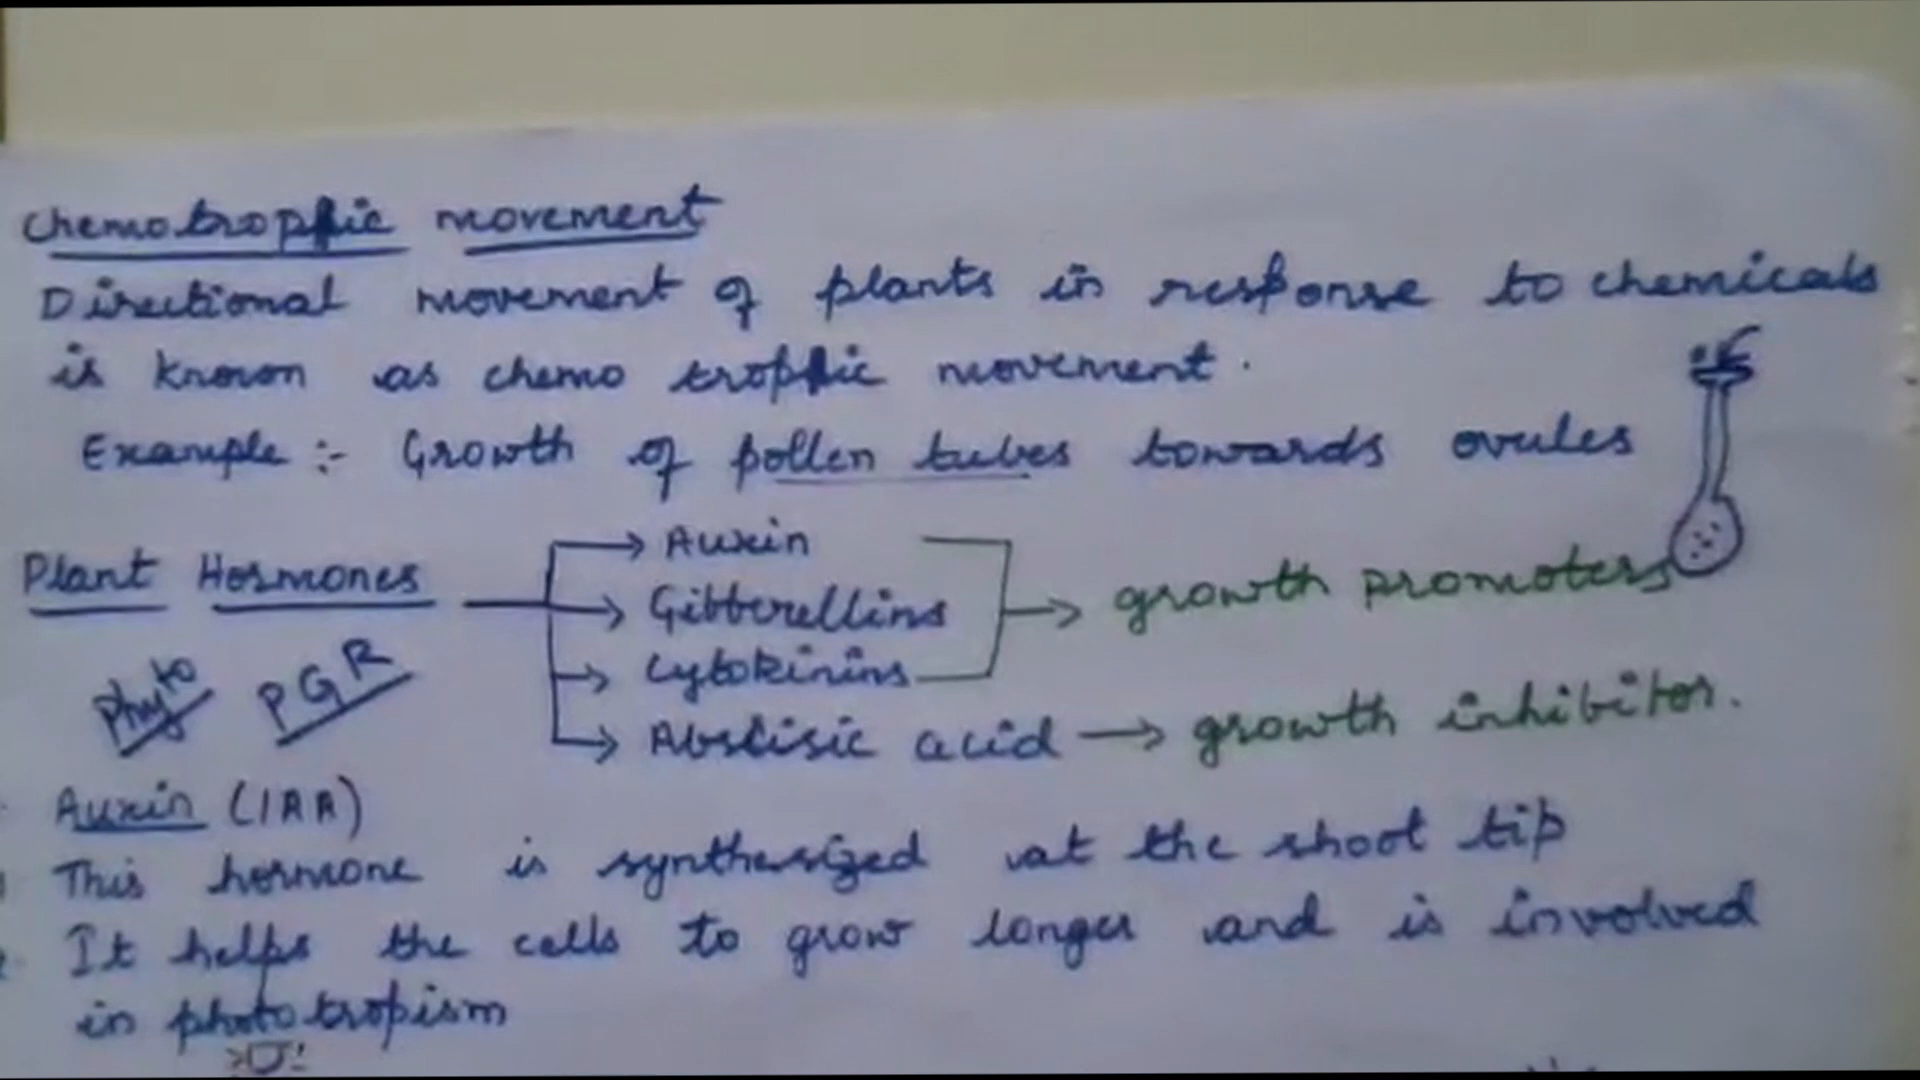 Chemotropic movement
Directional movement of plants in response to chemicals
is known as chemo tropic movement.
Example :- Growth of pollen tubes towards ovules
Plant Hormones → Auxin
→ Gibberellins → growth promoters
→ Cytokinins
→ Abscisic acid → growth inhibitor.
Phyto PGR
Auxin (IAA)
This hormone is synthesized at the shoot tip
It helps the cells to grow longer and is involved
in phototropism